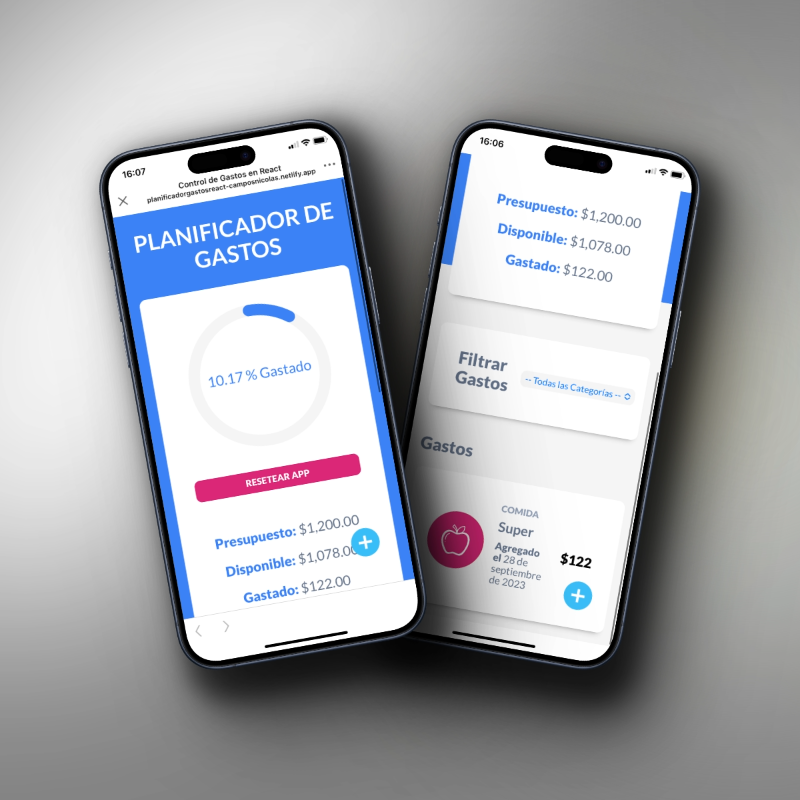 16:07
Control de Gastos en React
planificadorgastosreact-camposnicolas.netlify.app
PLANIFICADOR DE
GASTOS
10.17 % Gastado
RESETEAR APP
Presupuesto: $1,200.00
Disponible: $1,078.00
Gastado: $122.00
16:06
Presupuesto: $1,200.00
Disponible: $1,078.00
Gastado: $122.00
Filtrar
Gastos
-- Todas las Categorías --
Gastos
COMIDA
Super
Agregado
el 28 de
septiembre
de 2023
$122